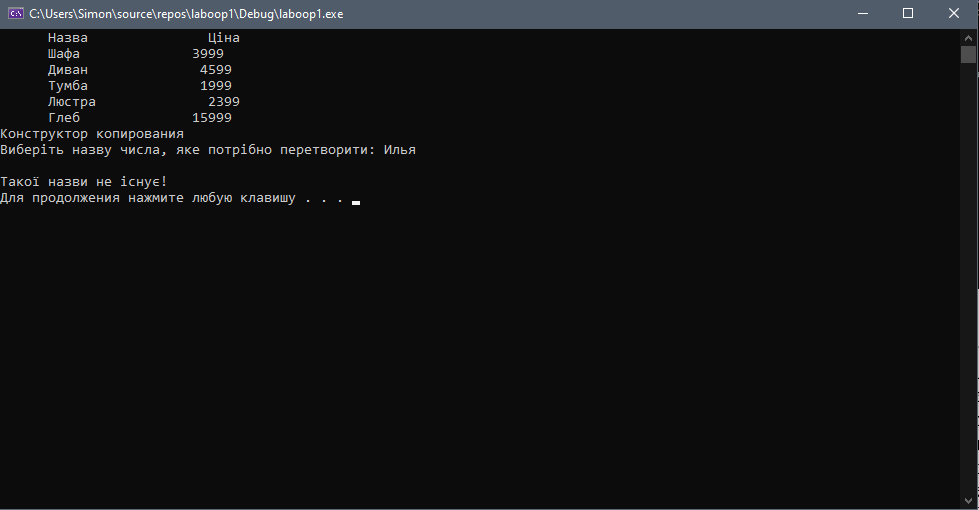 C:\Users\Simon\source\repos\laboop1\Debug\laboop1.exe
Назва Ціна
Шафа 3999
Диван 4599
Тумба 1999
Люстра 2399
Глеб 15999
Конструктор копирования
Виберіть назву числа, яке потрібно перетворити: Илья
Такої назви не існує!
Для продолжения нажмите любую клавишу . . .